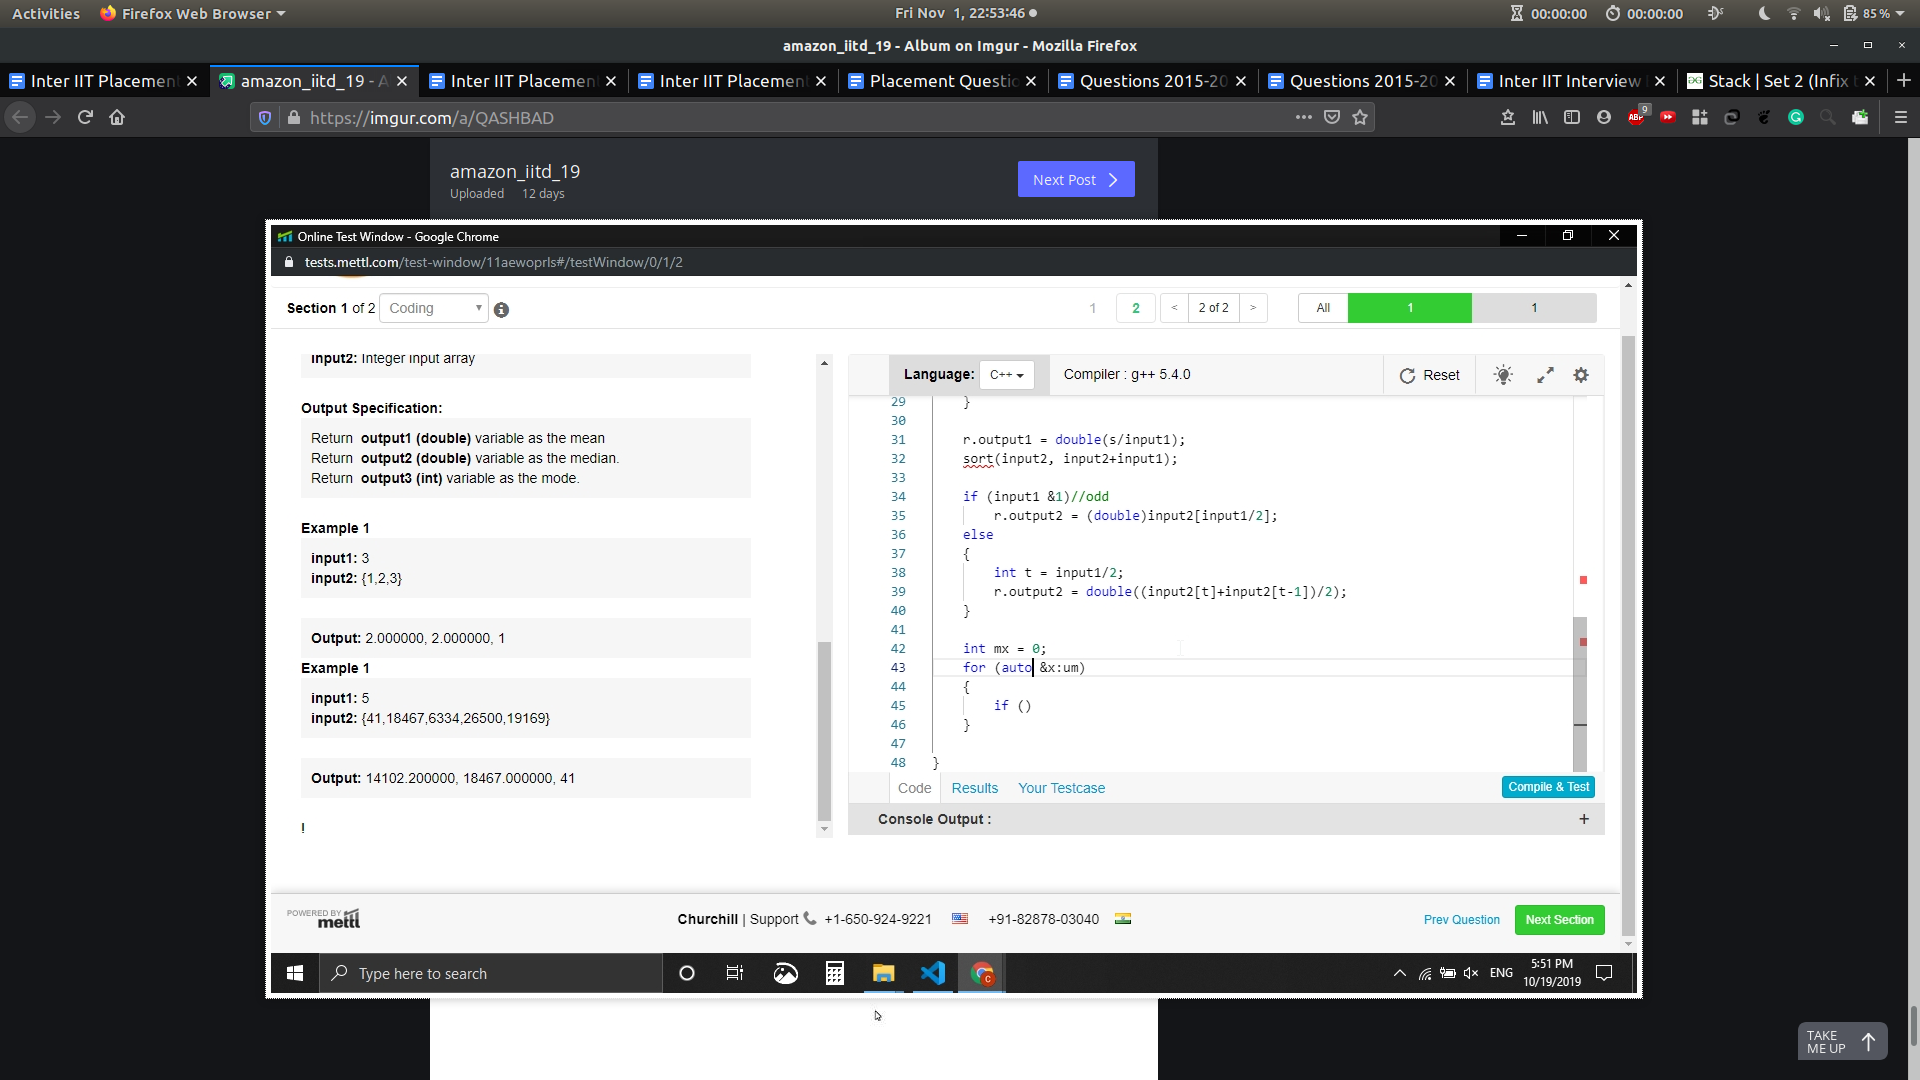 Activities Firefox Web Browser Fri Nov 1, 22:53:46 00:00:00 00:00:00 85%
amazon_iitd_19 - Album on Imgur - Mozilla Firefox
Inter IIT Placemen amazon_iitd_19 - A Inter IIT Placemen Inter IIT Placemen Placement Questio Questions 2015-20 Questions 2015-20 Inter IIT Interview Stack | Set 2 (Infix t
https://imgur.com/a/QASHBAD ABP 9
amazon_iitd_19
Uploaded 12 days
Next Post
Online Test Window - Google Chrome
tests.mettl.com/test-window/11aewoprls#/testWindow/0/1/2
Section 1 of 2 Coding 1 2 < 2 of 2 > All 1 1
input2: Integer input array
Output Specification:
Return output1 (double) variable as the mean
Return output2 (double) variable as the median.
Return output3 (int) variable as the mode.
Example 1
input1: 3
input2: {1,2,3}
Output: 2.000000, 2.000000, 1
Example 1
input1: 5
input2: {41,18467,6334,26500,19169}
Output: 14102.200000, 18467.000000, 41
!
Language: C++ Compiler : g++ 5.4.0 Reset
29 }
30
31 r.output1 = double(s/input1);
32 sort(input2, input2+input1);
33
34 if (input1 &1)//odd
35 r.output2 = (double)input2[input1/2];
36 else
37 {
38 int t = input1/2;
39 r.output2 = double((input2[t]+input2[t-1])/2);
40 }
41
42 int mx = 0;
43 for (auto &x:um)
44 {
45 if ()
46 }
47
48 }
Code Results Your Testcase Compile & Test
Console Output : +
POWERED BY mettl
Churchill | Support +1-650-924-9221 +91-82878-03040
Prev Question Next Section
Type here to search
ENG 5:51 PM
10/19/2019
TAKE
ME UP